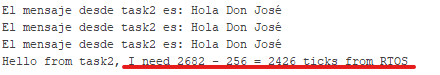 El mensaje desde task2 es: Hola Don José
El mensaje desde task2 es: Hola Don José
El mensaje desde task2 es: Hola Don José
Hello from task2, I need 2682 - 256 = 2426 ticks from RTOS